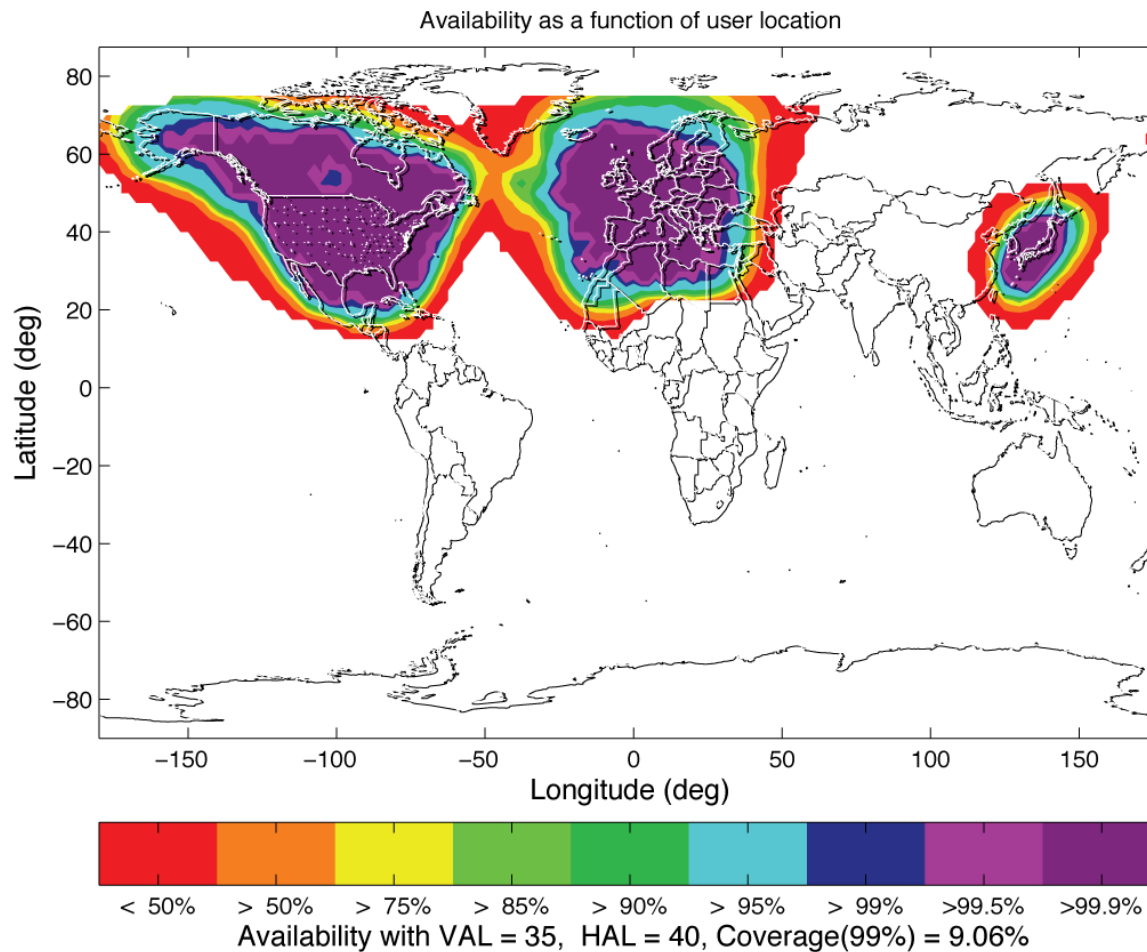 Availability as a function of user location
Latitude (deg)
80
60
40
20
0
−20
−40
−60
−80
−150 −100 −50 0 50 100 150
Longitude (deg)
< 50% > 50% > 75% > 85% > 90% > 95% > 99% >99.5% >99.9%
Availability with VAL = 35, HAL = 40, Coverage(99%) = 9.06%